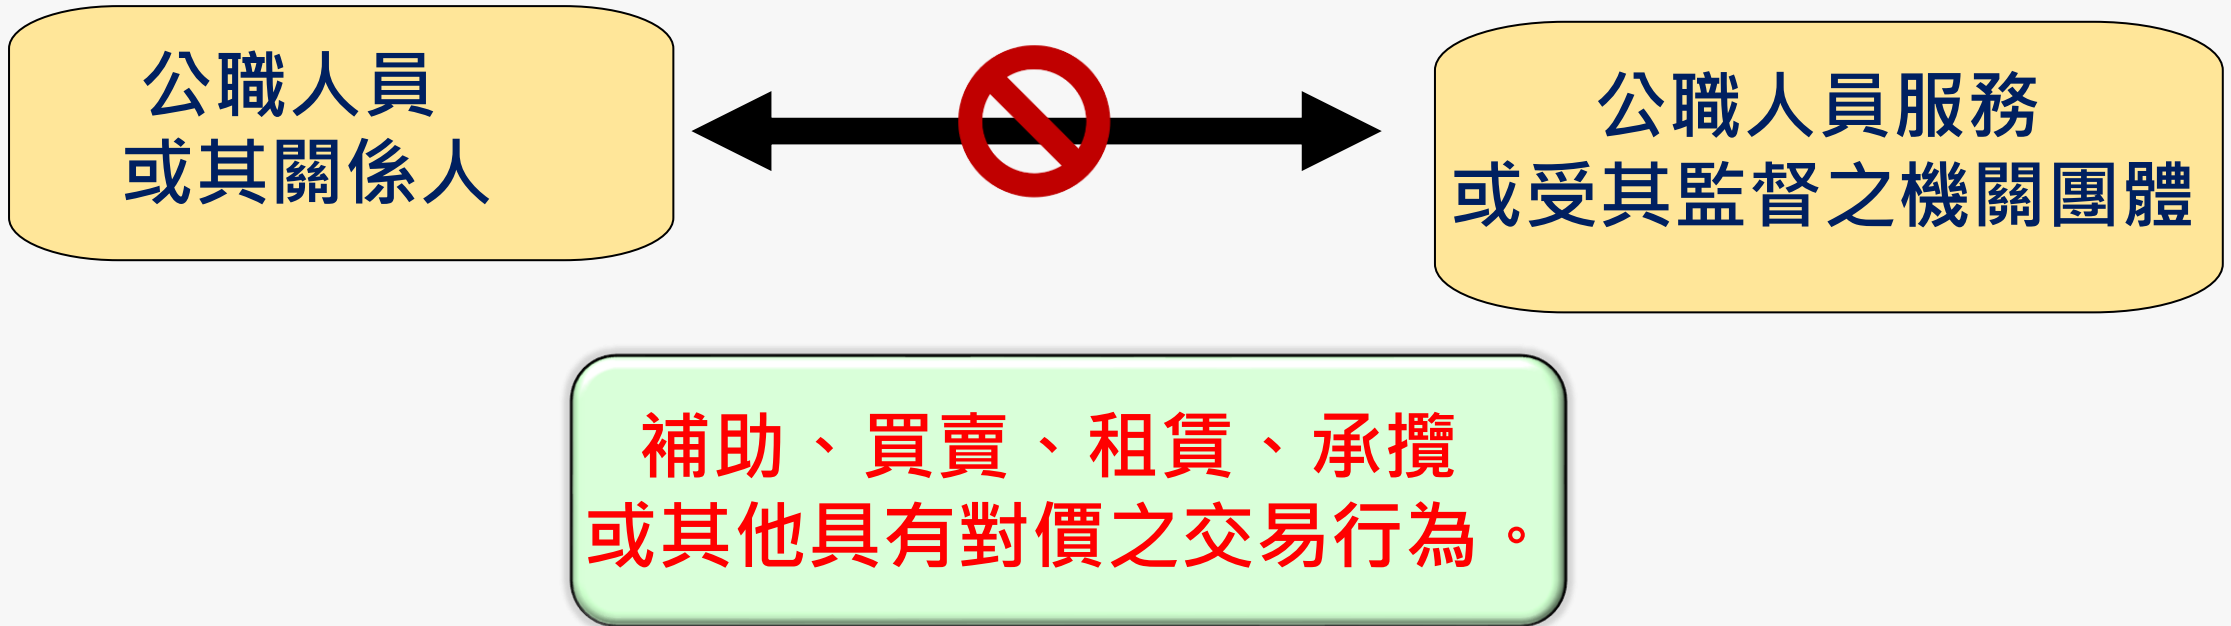 公職人員
或其關係人
公職人員服務
或受其監督之機關團體
補助、買賣、租賃、承攬
或其他具有對價之交易行為。